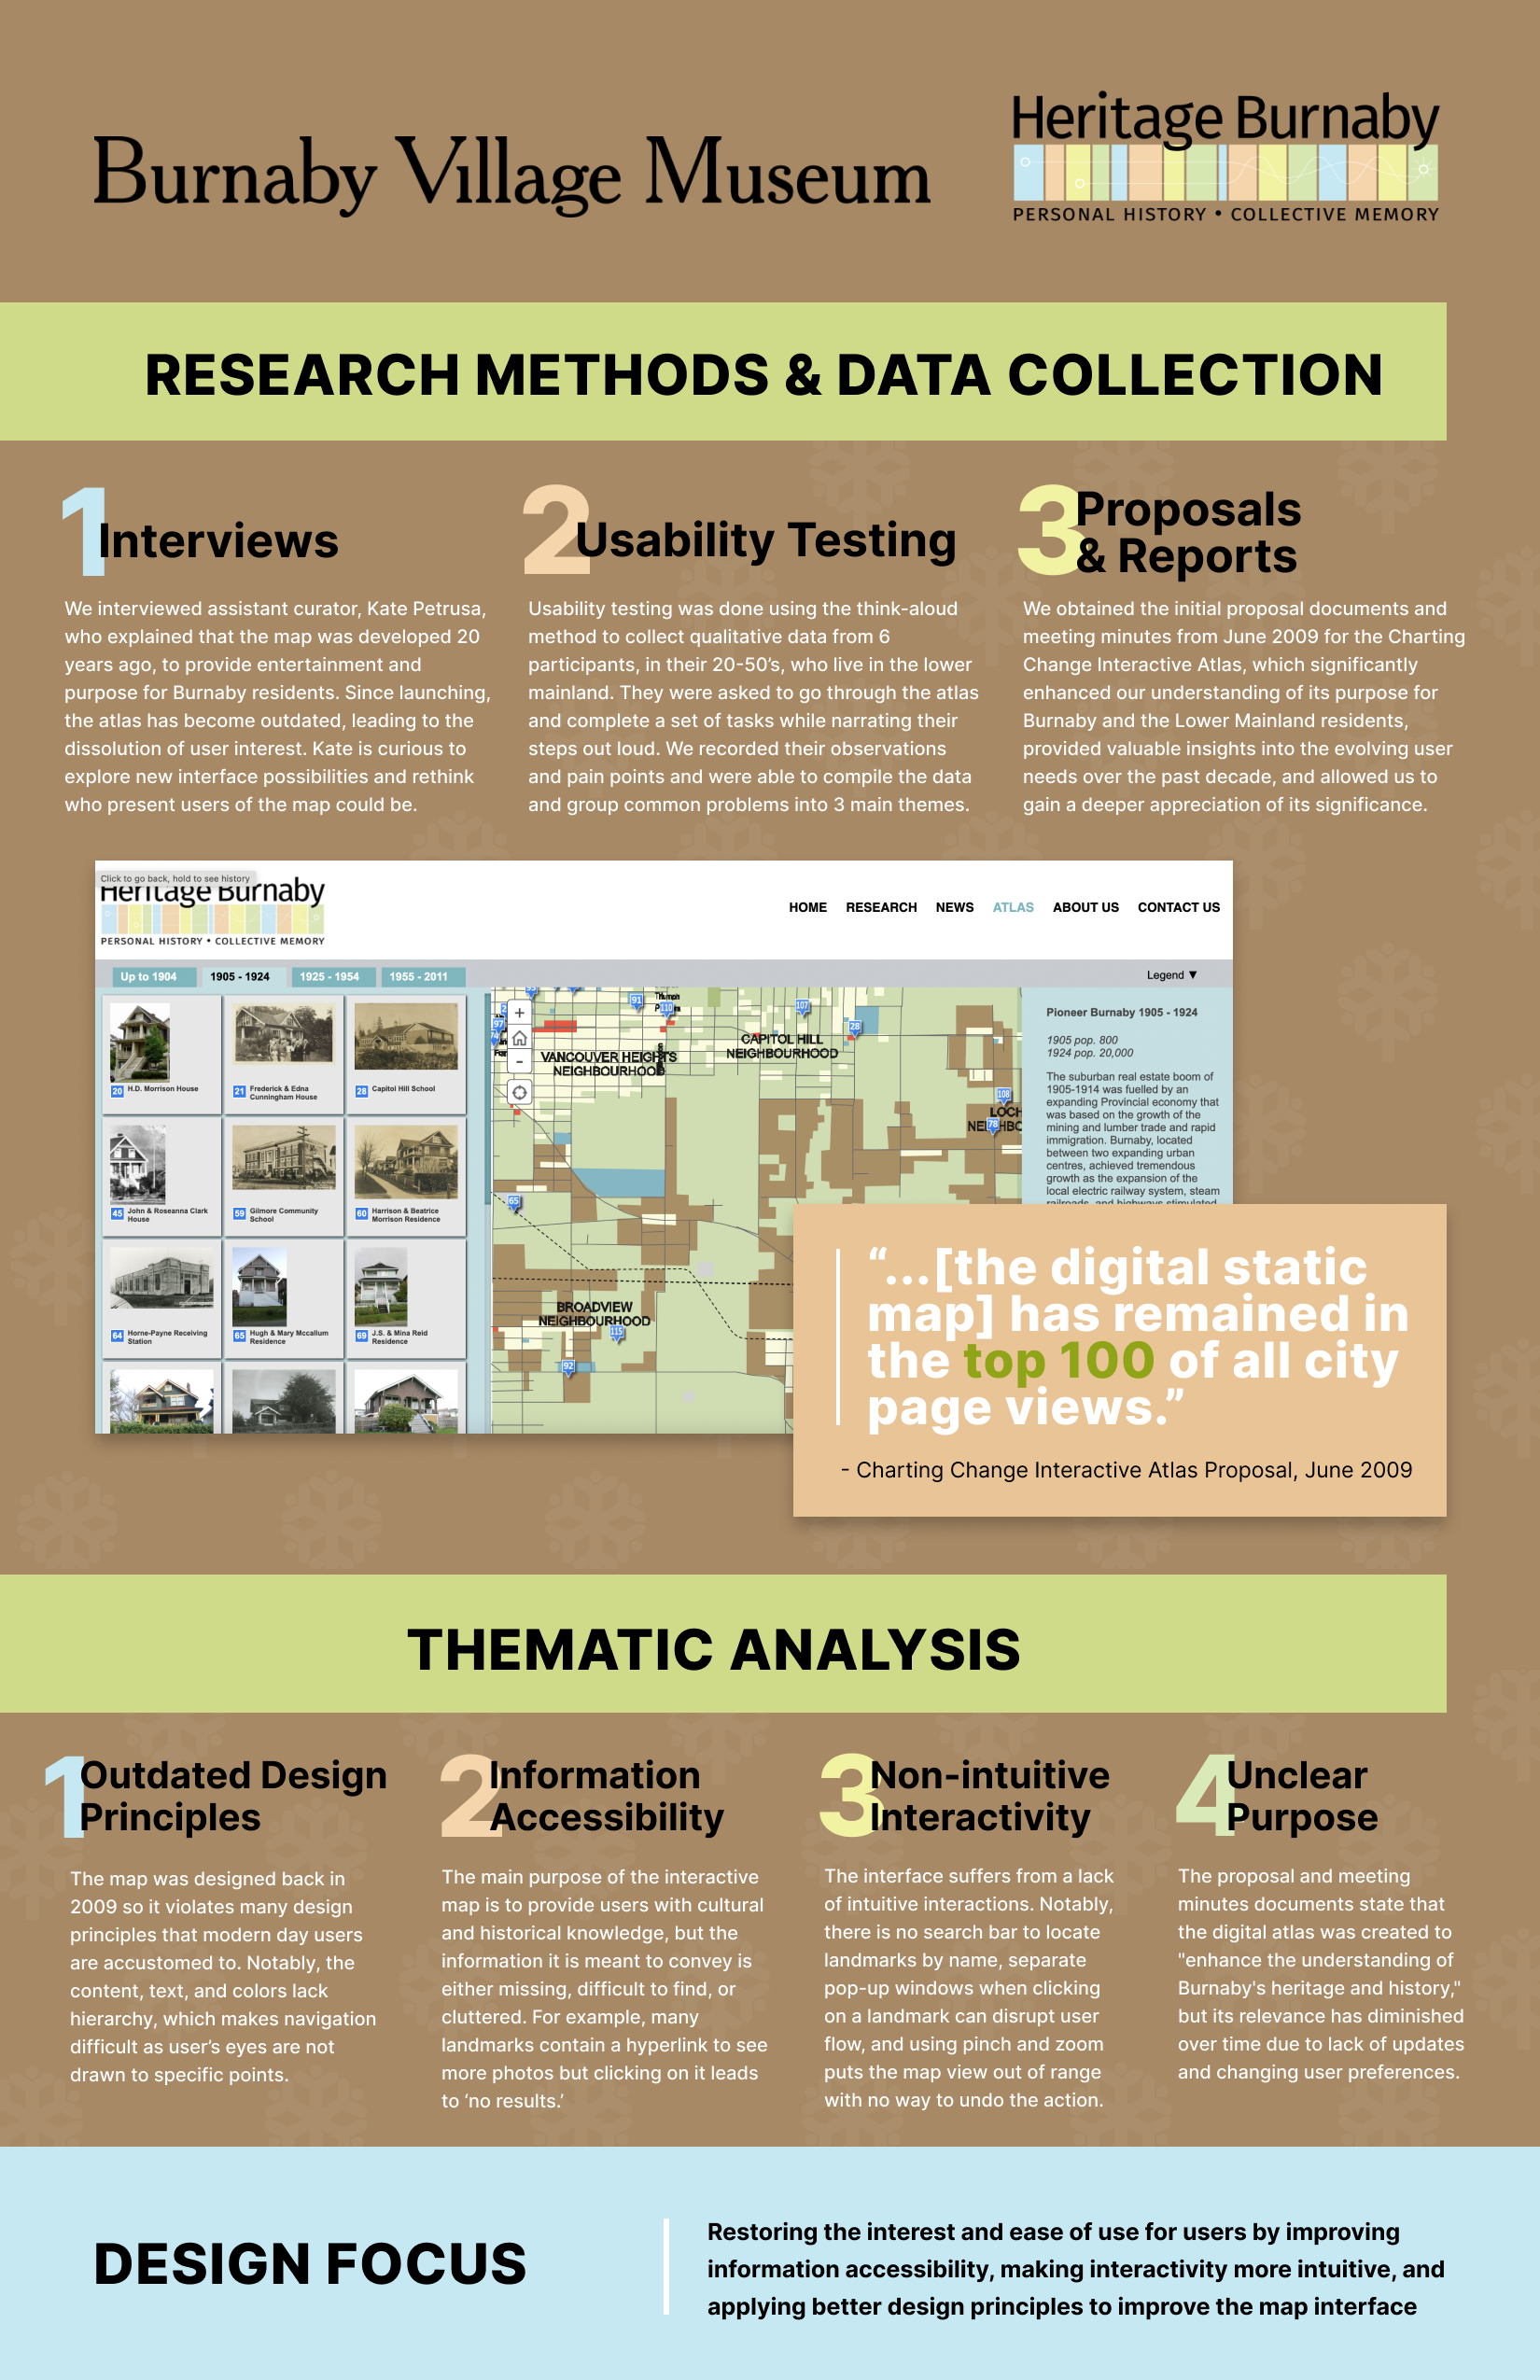 Burnaby Village Museum
Heritage Burnaby
PERSONAL HISTORY • COLLECTIVE MEMORY
RESEARCH METHODS & DATA COLLECTION
1 Interviews
We interviewed assistant curator, Kate Petrusa,
who explained that the map was developed 20
years ago, to provide entertainment and
purpose for Burnaby residents. Since launching,
the atlas has become outdated, leading to the
dissolution of user interest. Kate is curious to
explore new interface possibilities and rethink
who present users of the map could be.
2 Usability Testing
Usability testing was done using the think-aloud
method to collect qualitative data from 6
participants, in their 20-50’s, who live in the lower
mainland. They were asked to go through the atlas
and complete a set of tasks while narrating their
steps out loud. We recorded their observations
and pain points and were able to compile the data
and group common problems into 3 main themes.
3 Proposals
& Reports
We obtained the initial proposal documents and
meeting minutes from June 2009 for the Charting
Change Interactive Atlas, which significantly
enhanced our understanding of its purpose for
Burnaby and the Lower Mainland residents,
provided valuable insights into the evolving user
needs over the past decade, and allowed us to
gain a deeper appreciation of its significance.
Click to go back, hold to see history
Heritage Burnaby
PERSONAL HISTORY • COLLECTIVE MEMORY
HOME RESEARCH NEWS ATLAS ABOUT US CONTACT US
Up to 1904 1905 - 1924 1925 - 1954 1955 - 2011
Legend ▼
20 H.D. Morrison House
21 Frederick & Edna
Cunningham House
28 Capitol Hill School
45 John & Roseanna Clark
House
59 Gilmore Community
School
60 Harrison & Beatrice
Morrison Residence
64 Horne-Payne Receiving
Station
65 Hugh & Mary Mccallum
Residence
69 J.S. & Mina Reid
Residence
91
110
107
28
97
+
-
VANCOUVER HEIGHTS
NEIGHBOURHOOD
CAPITOL HILL
NEIGHBOURHOOD
108
LOCH
78
65
BROADVIEW
NEIGHBOURHOOD
115
92
Pioneer Burnaby 1905 - 1924
1905 pop. 800
1924 pop. 20,000
The suburban real estate boom of
1905-1914 was fuelled by an
expanding Provincial economy that
was based on the growth of the
mining and lumber trade and rapid
immigration. Burnaby, located
between two expanding urban
centres, achieved tremendous
growth as the expansion of the
local electric railway system, steam
railroads, and highways stimulated
“...[the digital static
map] has remained in
the top 100 of all city
page views.”
- Charting Change Interactive Atlas Proposal, June 2009
THEMATIC ANALYSIS
1 Outdated Design
Principles
The map was designed back in
2009 so it violates many design
principles that modern day users
are accustomed to. Notably, the
content, text, and colors lack
hierarchy, which makes navigation
difficult as user’s eyes are not
drawn to specific points.
2 Information
Accessibility
The main purpose of the interactive
map is to provide users with cultural
and historical knowledge, but the
information it is meant to convey is
either missing, difficult to find, or
cluttered. For example, many
landmarks contain a hyperlink to see
more photos but clicking on it leads
to ‘no results.’
3 Non-intuitive
Interactivity
The interface suffers from a lack
of intuitive interactions. Notably,
there is no search bar to locate
landmarks by name, separate
pop-up windows when clicking
on a landmark can disrupt user
flow, and using pinch and zoom
puts the map view out of range
with no way to undo the action.
4 Unclear
Purpose
The proposal and meeting
minutes documents state that
the digital atlas was created to
"enhance the understanding of
Burnaby's heritage and history,"
but its relevance has diminished
over time due to lack of updates
and changing user preferences.
DESIGN FOCUS
Restoring the interest and ease of use for users by improving
information accessibility, making interactivity more intuitive, and
applying better design principles to improve the map interface